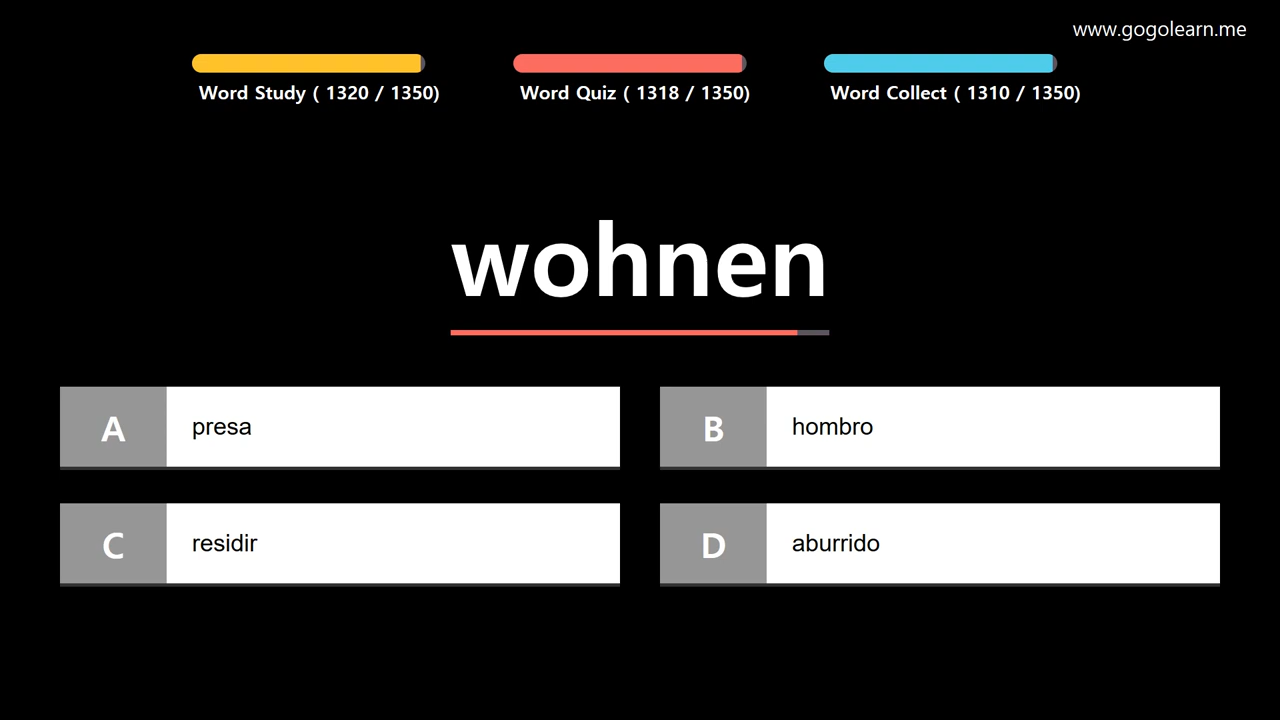 www.gogolearn.me
Word Study ( 1320 / 1350)
Word Quiz ( 1318 / 1350)
Word Collect ( 1310 / 1350)
wohnen
A presa
B hombro
C residir
D aburrido